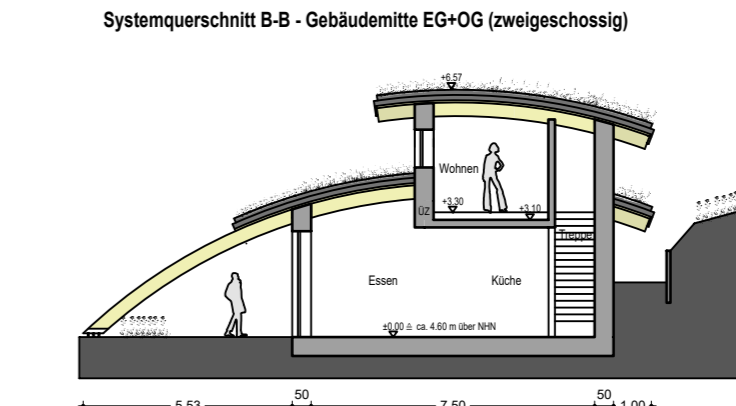 Systemquerschnitt B-B - Gebäudemitte EG+OG (zweigeschossig)
+6.57
Wohnen
+3.30
+3.10
ÜZ
Treppe
Essen
Küche
±0.00 ≙ ca. 4.60 m über NHN
50
50
5.53
7.50
1.00